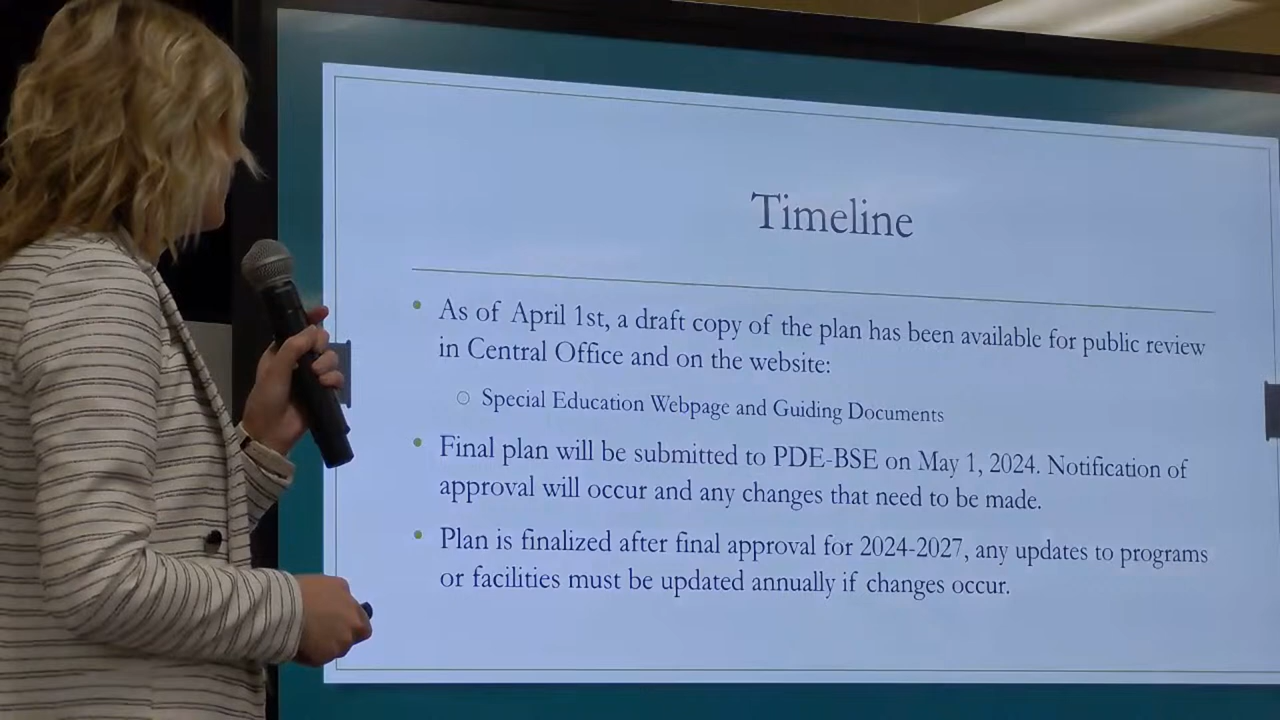 Timeline
As of April 1st, a draft copy of the plan has been available for public review
in Central Office and on the website:
Special Education Webpage and Guiding Documents
Final plan will be submitted to PDE-BSE on May 1, 2024. Notification of
approval will occur and any changes that need to be made.
Plan is finalized after final approval for 2024-2027, any updates to programs
or facilities must be updated annually if changes occur.